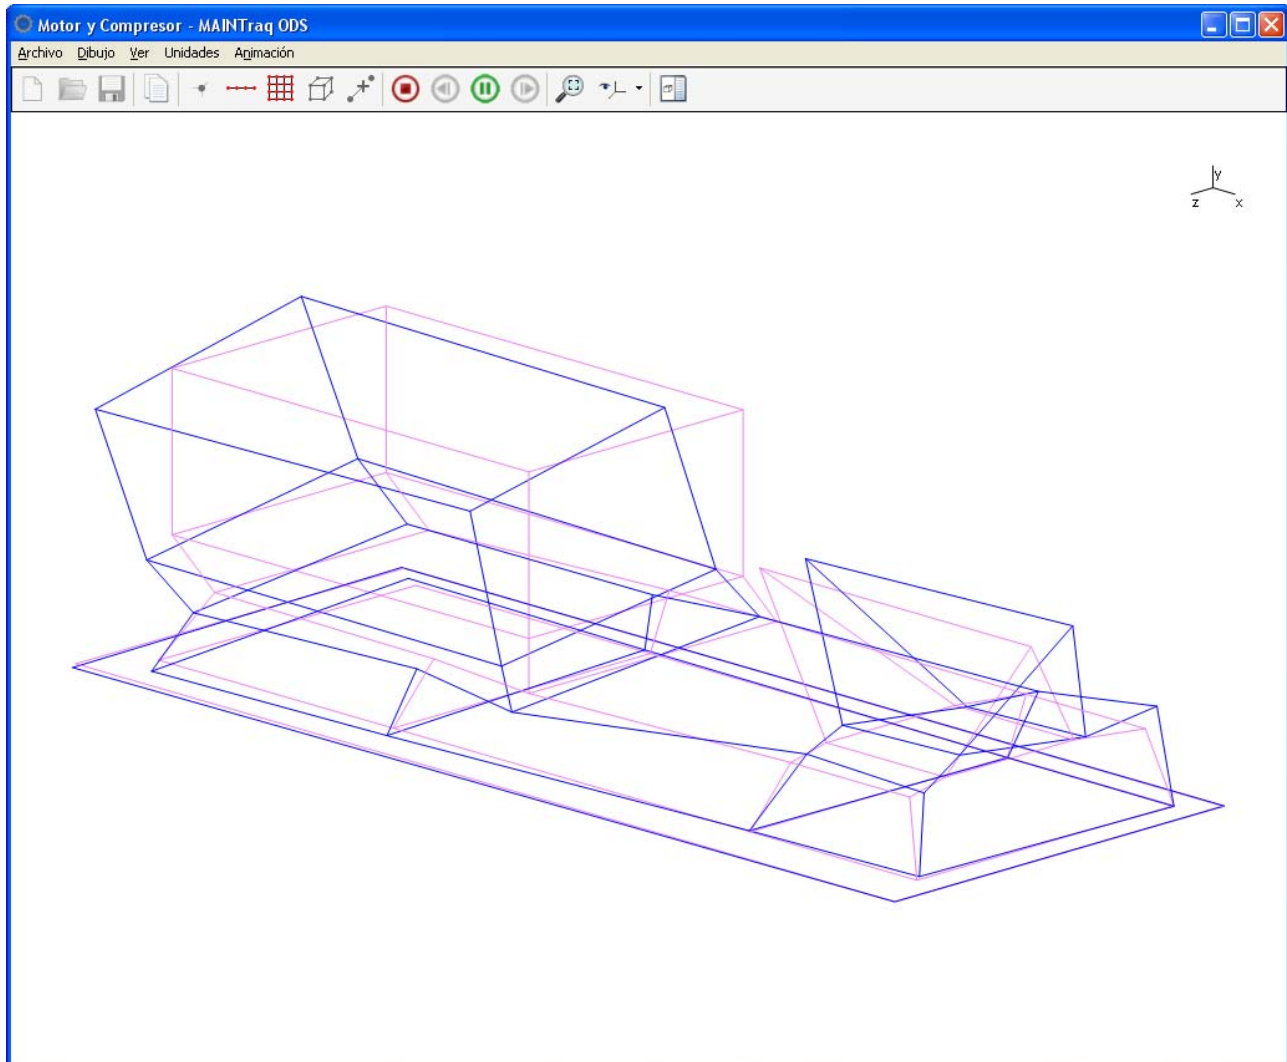 Motor y Compresor - MAINTraq ODS
Archivo Dibujo Ver Unidades Animación
y
z x